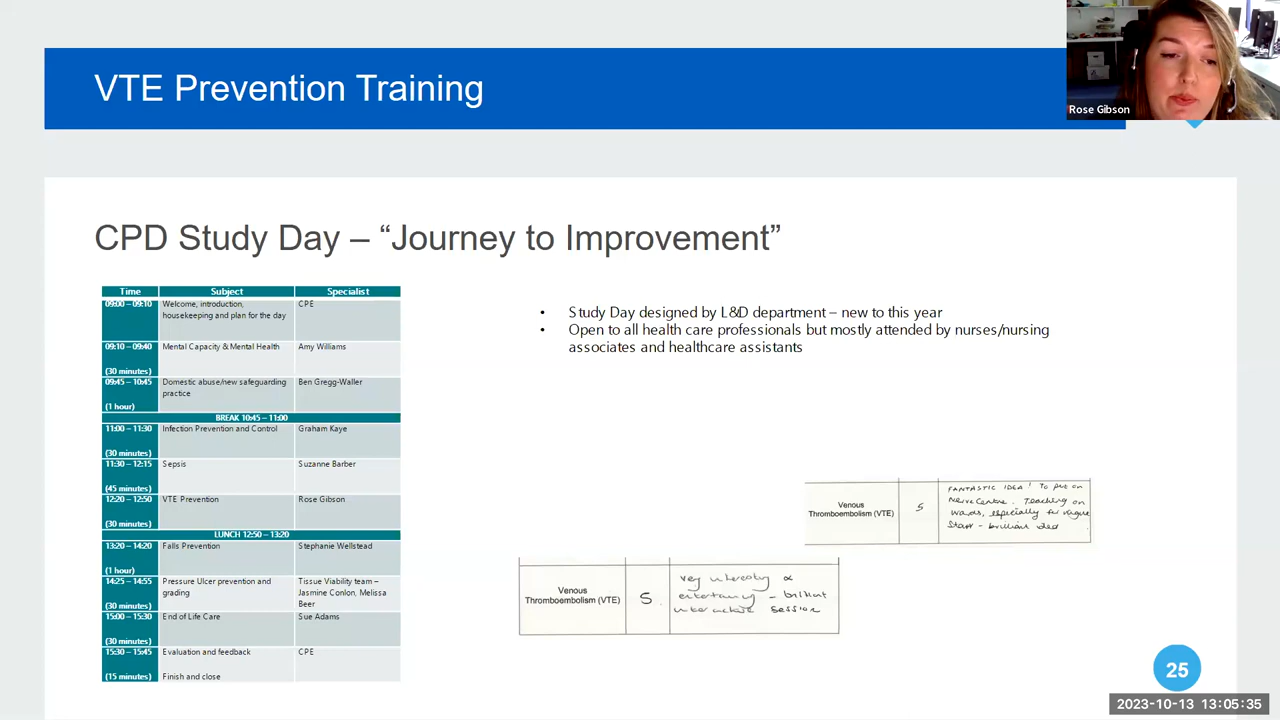 VTE Prevention Training
Rose Gibson
CPD Study Day – “Journey to Improvement”
Time Subject Specialist
09:00 – 09:10 Welcome, introduction, CPE
housekeeping and plan for the day
09:10 – 09:40 Mental Capacity & Mental Health Amy Williams
(30 minutes)
09:45 – 10:45 Domestic abuse/new safeguarding Ben Gregg-Waller
practice
(1 hour)
BREAK 10:45 – 11:00
11:00 – 11:30 Infection Prevention and Control Graham Kaye
(30 minutes)
11:30 – 12:15 Sepsis Suzanne Barber
(45 minutes)
12:20 – 12:50 VTE Prevention Rose Gibson
(30 minutes)
LUNCH 12:50 – 13:20
13:20 – 14:20 Falls Prevention Stephanie Wellstead
(1 hour)
14:25 – 14:55 Pressure Ulcer prevention and Tissue Viability team –
grading Jasmine Conlon, Melissa
(30 minutes) Beer
15:00 – 15:30 End of Life Care Sue Adams
(30 minutes)
15:30 – 15:45 Evaluation and feedback CPE
(15 minutes) Finish and close
• Study Day designed by L&D department – new to this year
• Open to all health care professionals but mostly attended by nurses/nursing
associates and healthcare assistants
FANTASTIC IDEA! To put on
Venous NerveCentre. Teaching on
Thromboembolism (VTE) 5 wards, especially for
Staff - brilliant
very &
Venous entertaining - brilliant
Thromboembolism (VTE) 5 interactive session
25
2023-10-13 13:05:35